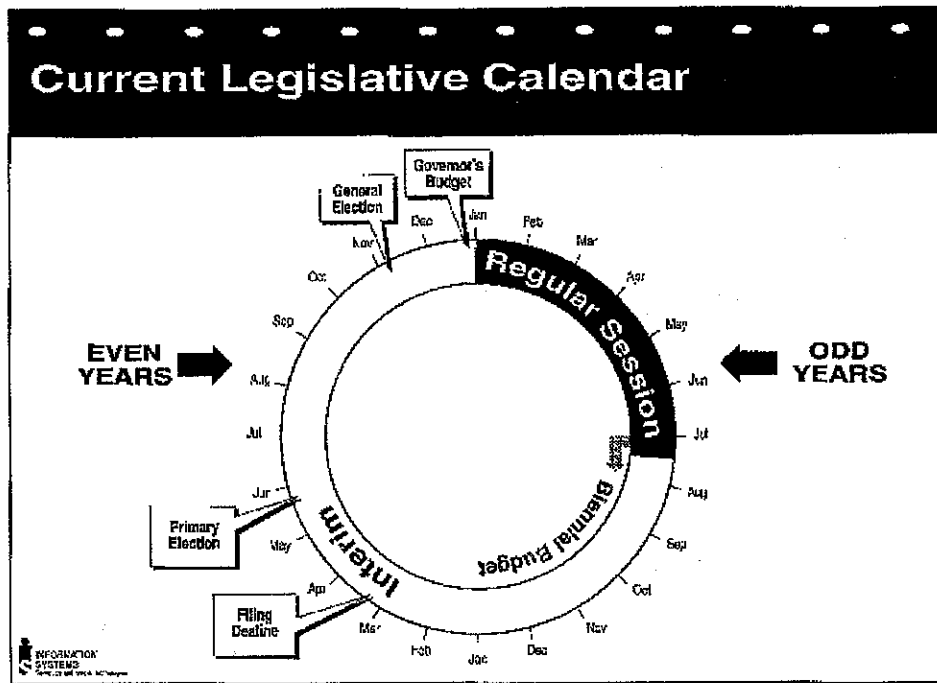 Current Legislative Calendar
Governor's
Budget
General
Election
Jan
Feb
Mar
Apr
May
Jun
Jul
Aug
Sep
Oct
Nov
Dec
Jan
Feb
Mar
Apr
May
Jun
Jul
Aug
Sep
Oct
Nov
Dec
Regular Session
Biennial Budget
Interim
EVEN
YEARS
ODD
YEARS
Primary
Election
Filing
Deadline
INFORMATION
SYSTEMS